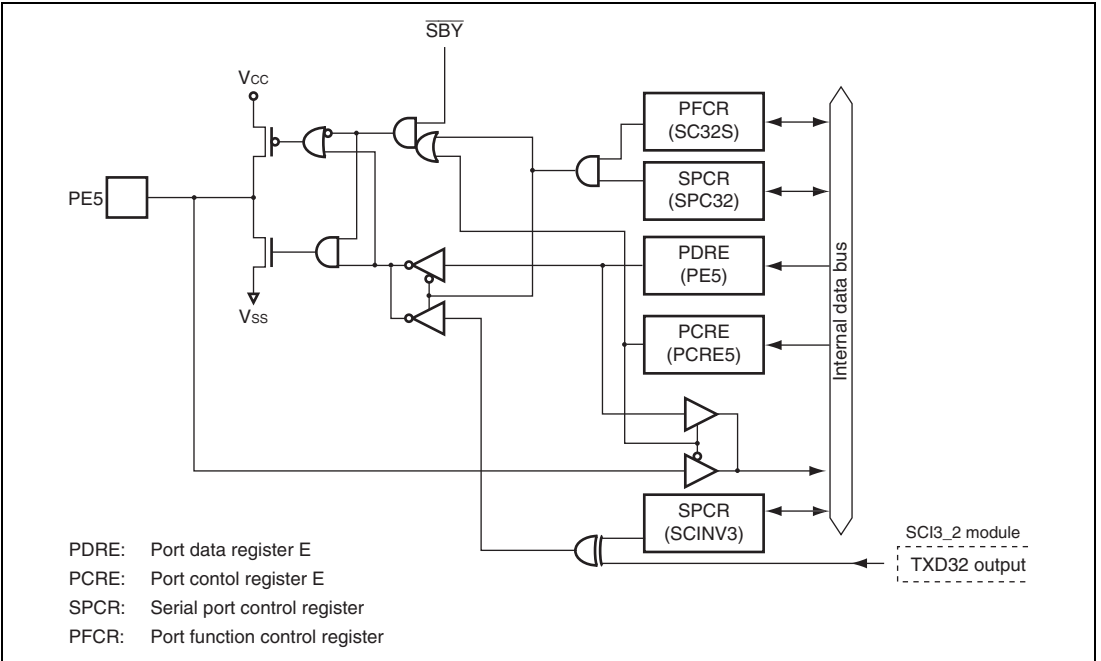 SBY
VCC
PFCR
(SC32S)
SPCR
(SPC32)
PE5
PDRE
(PE5)
VSS
PCRE
(PCRE5)
Internal data bus
SPCR
(SCINV3)
SCI3_2 module
TXD32 output
PDRE: Port data register E
PCRE: Port contol register E
SPCR: Serial port control register
PFCR: Port function control register